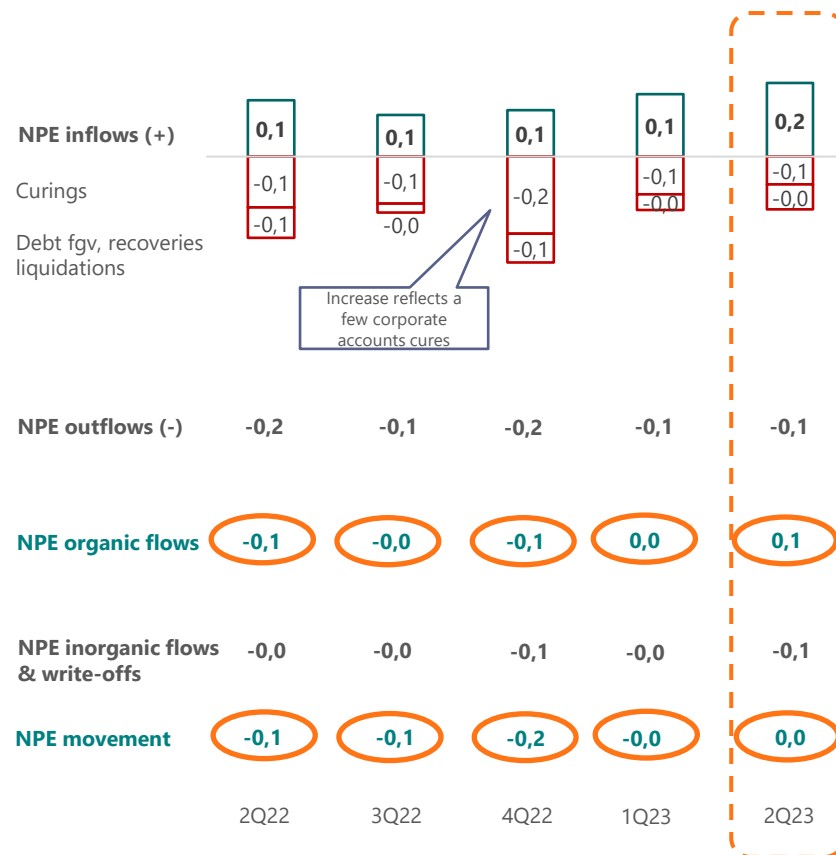 NPE inflows (+) 0,1 0,1 0,1 0,1 0,2
Curings -0,1 -0,1 -0,2 -0,1 -0,1
Debt fgv, recoveries
liquidations -0,1 -0,0 -0,1 -0,0 -0,0
Increase reflects a
few corporate
accounts cures
NPE outflows (-) -0,2 -0,1 -0,2 -0,1 -0,1
NPE organic flows -0,1 -0,0 -0,1 0,0 0,1
NPE inorganic flows
& write-offs -0,0 -0,0 -0,1 -0,0 -0,1
NPE movement -0,1 -0,1 -0,2 -0,0 0,0
2Q22 3Q22 4Q22 1Q23 2Q23